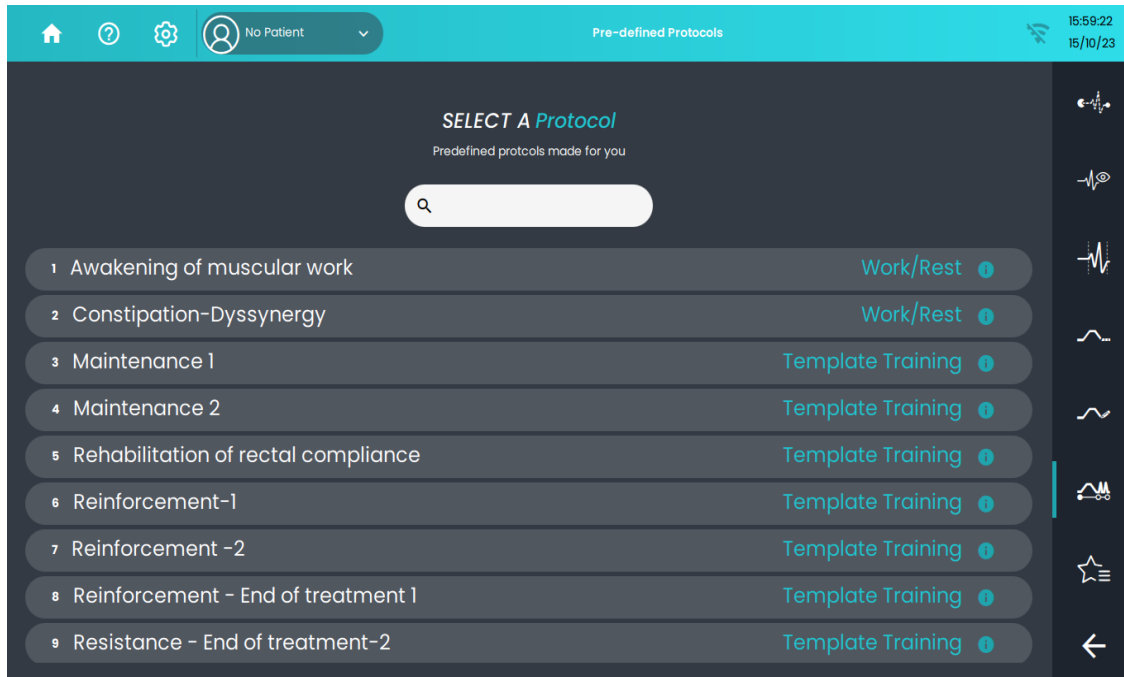 No Patient
Pre-defined Protocols
15:59:22
15/10/23
SELECT A Protocol
Predefined protcols made for you
1 Awakening of muscular work Work/Rest
2 Constipation-Dyssynergy Work/Rest
3 Maintenance 1 Template Training
4 Maintenance 2 Template Training
5 Rehabilitation of rectal compliance Template Training
6 Reinforcement-1 Template Training
7 Reinforcement -2 Template Training
8 Reinforcement - End of treatment 1 Template Training
9 Resistance - End of treatment-2 Template Training